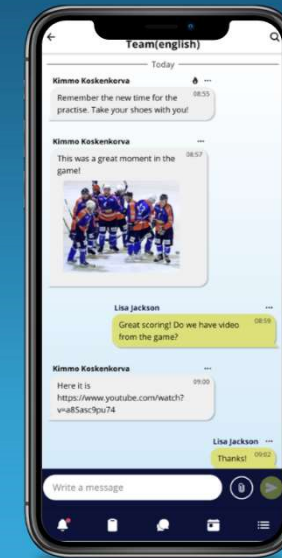 Team(english)
Today
Kimmo Koskenkorva
Remember the new time for the 08:55
practise. Take your shoes with you!
Kimmo Koskenkorva
This was a great moment in the 08:57
game!
Lisa Jackson
Great scoring! Do we have video 08:59
from the game?
Kimmo Koskenkorva
Here it is 09:00
https://www.youtube.com/watch?
v=a8Sasc9pu74
Lisa Jackson
Thanks! 09:02
Write a message